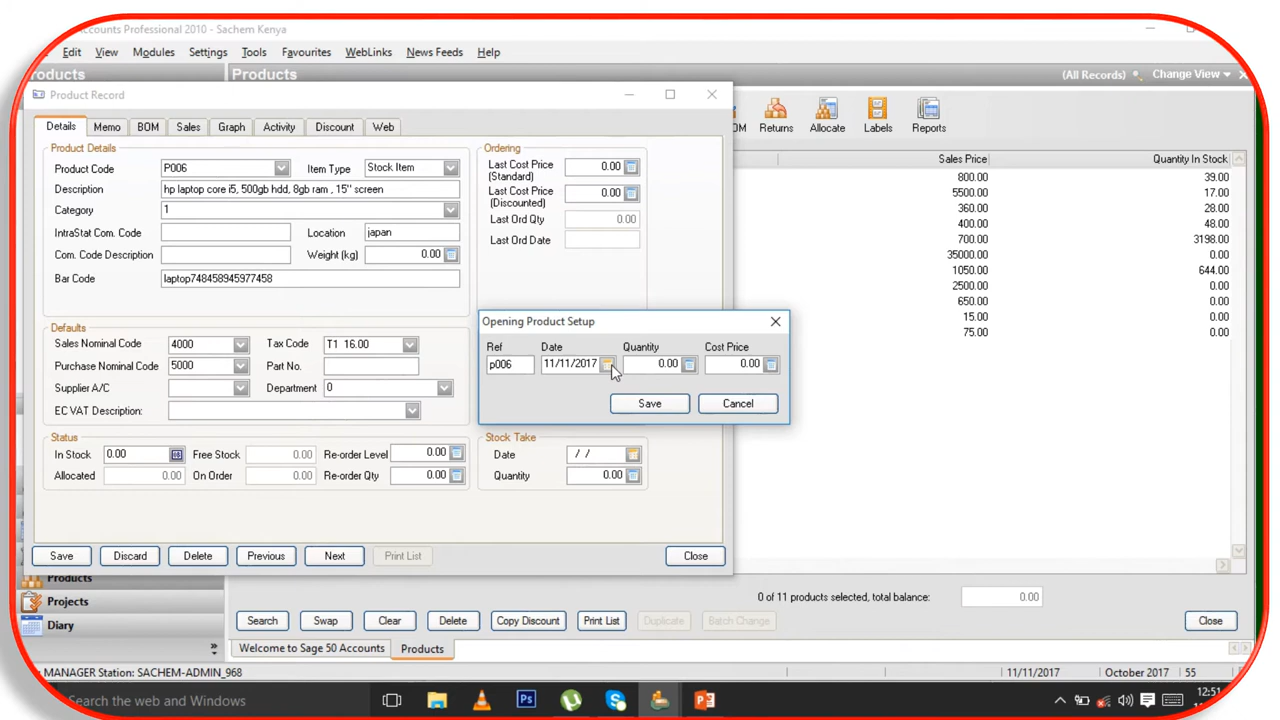 Accounts Professional 2010 - Sachem Kenya
Edit View Modules Settings Tools Favourites WebLinks News Feeds Help
Products
Products
(All Records) Change View
Product Record
Details Memo BOM Sales Graph Activity Discount Web
Returns Allocate Labels Reports
Product Details
Product Code P006 Item Type Stock Item
Description hp laptop core i5, 500gb hdd, 8gb ram , 15'' screen
Category 1
IntraStat Com. Code Location japan
Com. Code Description Weight (kg) 0.00
Bar Code laptop748458945977458
Ordering
Last Cost Price (Standard) 0.00
Last Cost Price (Discounted) 0.00
Last Ord Qty 0.00
Last Ord Date
Sales Price Quantity In Stock
800.00 39.00
5500.00 17.00
360.00 28.00
400.00 48.00
700.00 3198.00
35000.00 0.00
1050.00 644.00
2500.00 0.00
650.00 0.00
15.00 0.00
75.00 0.00
Defaults
Sales Nominal Code 4000 Tax Code T1 16.00
Purchase Nominal Code 5000 Part No.
Supplier A/C Department 0
EC VAT Description:
Opening Product Setup
Ref Date Quantity Cost Price
p006 11/11/2017 0.00 0.00
Save Cancel
Status
In Stock 0.00 Free Stock 0.00 Re-order Level 0.00
Allocated 0.00 On Order 0.00 Re-order Qty 0.00
Stock Take
Date / /
Quantity 0.00
Save Discard Delete Previous Next Print List Close
Products
Projects
Diary
0 of 11 products selected, total balance: 0.00
Search Swap Clear Delete Copy Discount Print List Duplicate Batch Change Close
Welcome to Sage 50 Accounts Products
MANAGER Station: SACHEM-ADMIN_968 11/11/2017 October 2017 55
Search the web and Windows
12:51